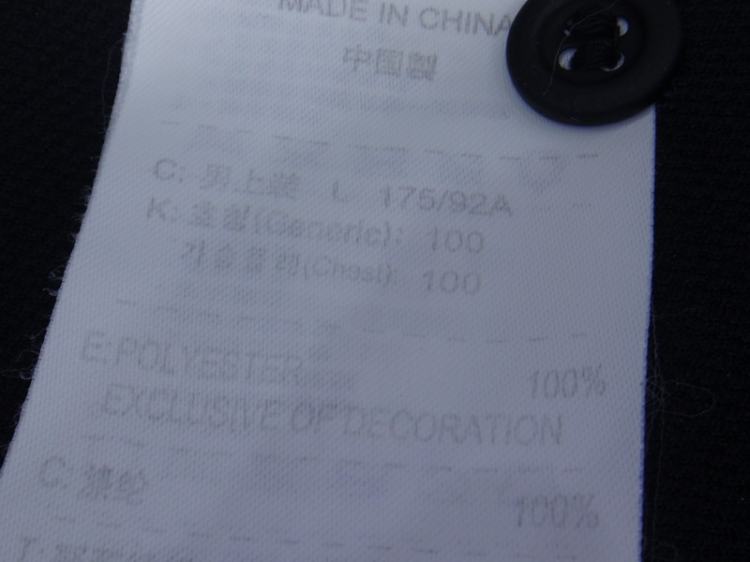 MADE IN CHINA
中国製
C: 男上装 L 175/92A
K: 호칭(Generic): 100
가슴둘레(Chest): 100
E: POLYESTER 100%
EXCLUSIVE OF DECORATION
C: 涤纶 100%